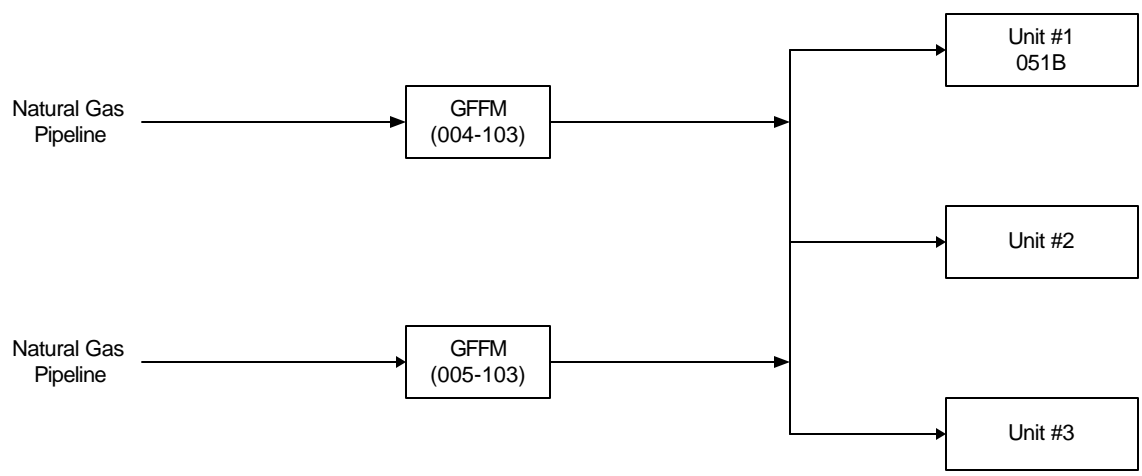 Unit #1
051B
Natural Gas
Pipeline
GFFM
(004-103)
Unit #2
Natural Gas
Pipeline
GFFM
(005-103)
Unit #3